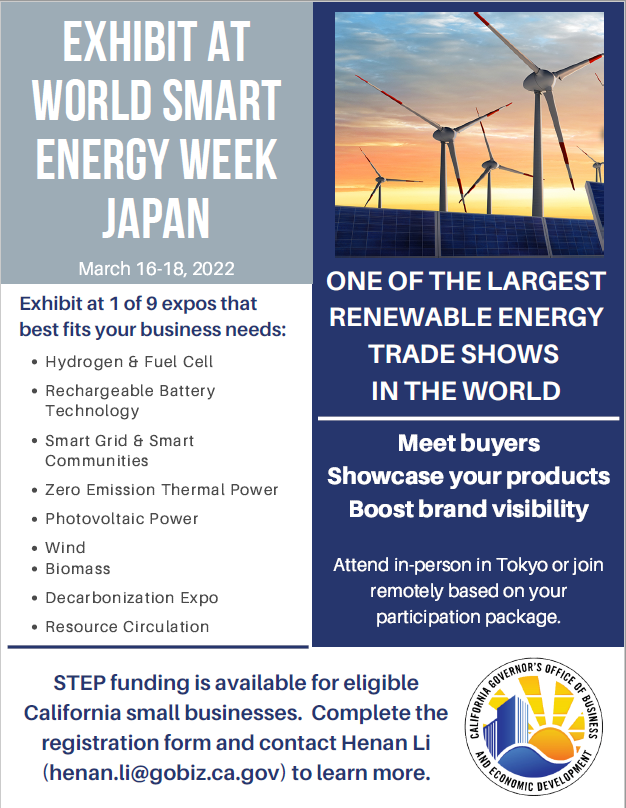 EXHIBIT AT
WORLD SMART
ENERGY WEEK
JAPAN
March 16-18, 2022
Exhibit at 1 of 9 expos that
best fits your business needs:
• Hydrogen & Fuel Cell
• Rechargeable Battery
Technology
• Smart Grid & Smart
Communities
• Zero Emission Thermal Power
• Photovoltaic Power
• Wind
• Biomass
• Decarbonization Expo
• Resource Circulation
ONE OF THE LARGEST
RENEWABLE ENERGY
TRADE SHOWS
IN THE WORLD
Meet buyers
Showcase your products
Boost brand visibility
Attend in-person in Tokyo or join
remotely based on your
participation package.
STEP funding is available for eligible
California small businesses. Complete the
registration form and contact Henan Li
(henan.li@gobiz.ca.gov) to learn more.
CALIFORNIA GOVERNOR'S OFFICE OF BUSINESS
AND ECONOMIC DEVELOPMENT